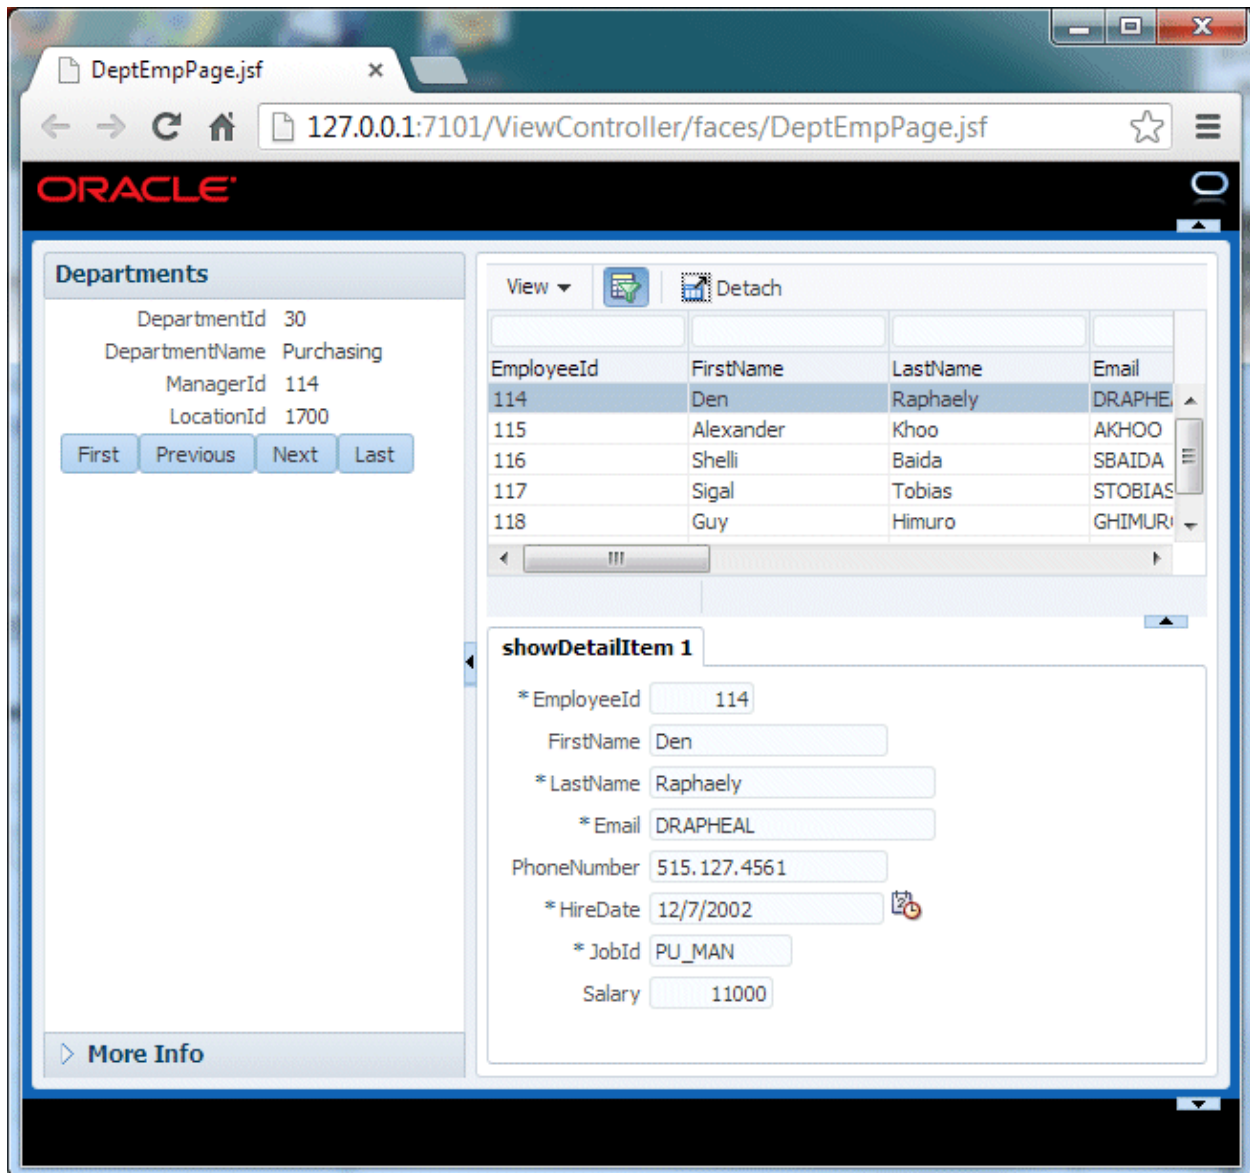 DeptEmpPage.jsf
127.0.0.1:7101/ViewController/faces/DeptEmpPage.jsf
ORACLE
Departments
DepartmentId 30
DepartmentName Purchasing
ManagerId 114
LocationId 1700
First Previous Next Last
More Info
View Detach
EmployeeId FirstName LastName Email
114 Den Raphaely DRAPHE
115 Alexander Khoo AKHOO
116 Shelli Baida SBAIDA
117 Sigal Tobias STOBIAS
118 Guy Himuro GHIMUR
showDetailItem 1
* EmployeeId 114
FirstName Den
* LastName Raphaely
* Email DRAPHEAL
PhoneNumber 515.127.4561
* HireDate 12/7/2002
* JobId PU_MAN
Salary 11000